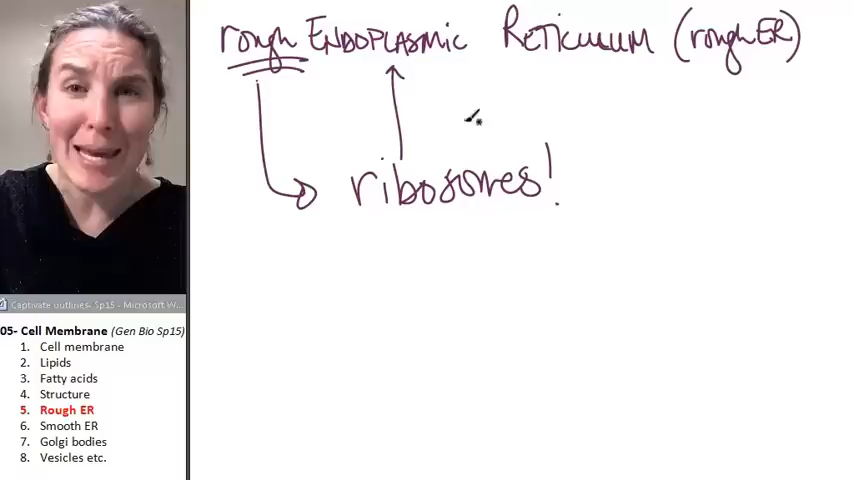 rough ENDOPLASMIC RETICULUM (rough ER)
ribosomes!
Captivate outlines- Sp15 - Microsoft W...
05- Cell Membrane (Gen Bio Sp15)
1. Cell membrane
2. Lipids
3. Fatty acids
4. Structure
5. Rough ER
6. Smooth ER
7. Golgi bodies
8. Vesicles etc.